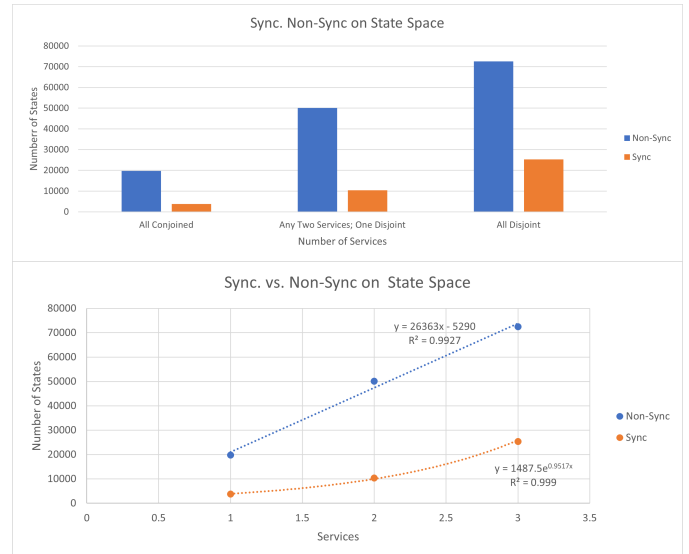 Sync. Non-Sync on State Space
80000
70000
60000
50000
40000
30000
20000
10000
0
Numberr of States
All Conjoined
Any Two Services; One Disjoint
All Disjoint
Number of Services
Non-Sync
Sync
Sync. vs. Non-Sync on State Space
80000
70000
60000
50000
40000
30000
20000
10000
0
Number of States
y = 26363x - 5290
R² = 0.9927
y = 1487.5e^0.9517x
R² = 0.999
0
0.5
1
1.5
2
2.5
3
3.5
Services
Non-Sync
Sync